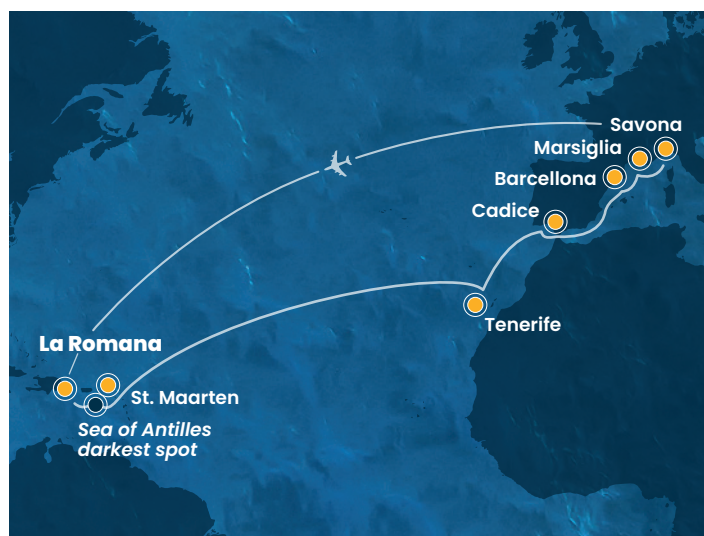 Savona
Marsiglia
Barcellona
Cadice
Tenerife
La Romana
St. Maarten
Sea of Antilles
darkest spot